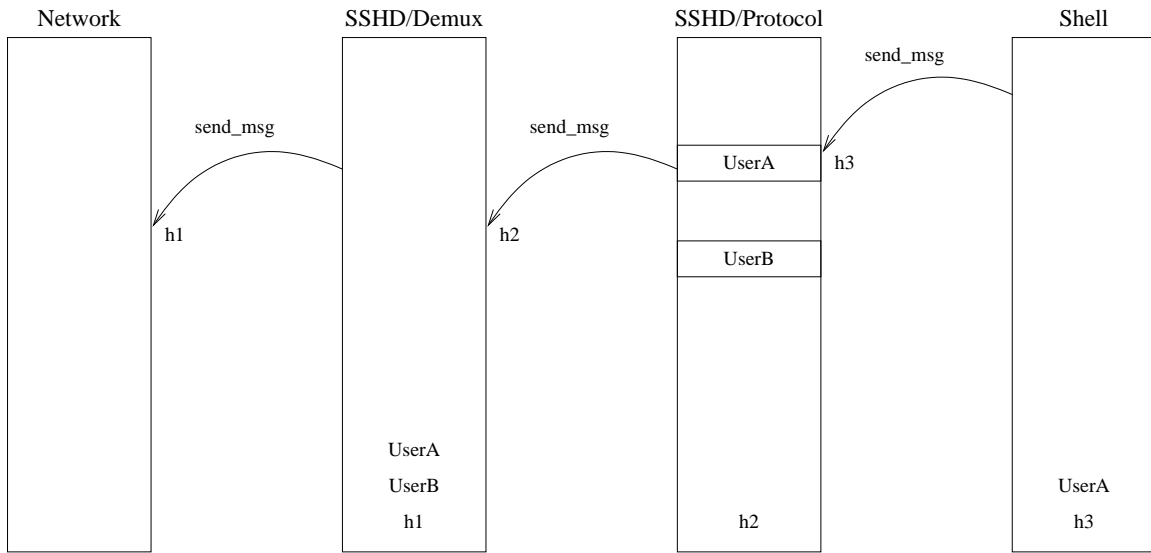 Network SSHD/Demux SSHD/Protocol Shell
send_msg
send_msg send_msg
UserA h3
h1 h2
UserB
UserA
UserB UserA
h1 h2 h3